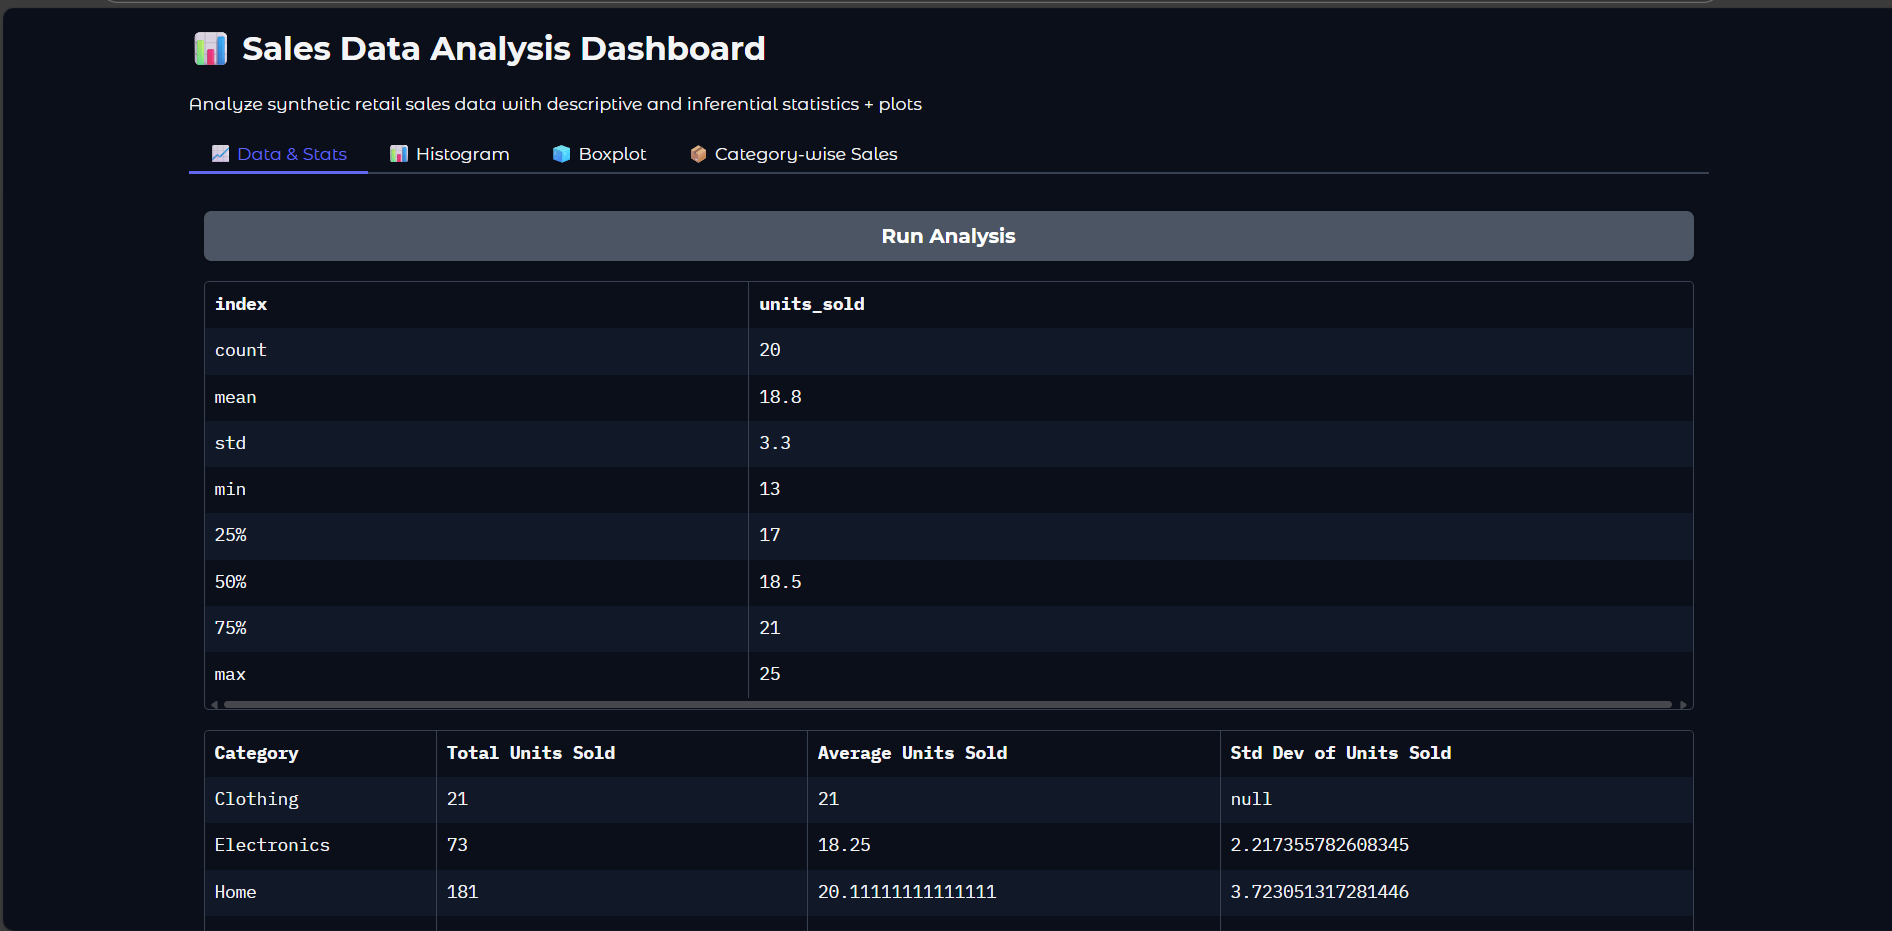 Sales Data Analysis Dashboard
Analyze synthetic retail sales data with descriptive and inferential statistics + plots
Data & Stats Histogram Boxplot Category-wise Sales
Run Analysis
index units_sold
count 20
mean 18.8
std 3.3
min 13
25% 17
50% 18.5
75% 21
max 25
Category Total Units Sold Average Units Sold Std Dev of Units Sold
Clothing 21 21 null
Electronics 73 18.25 2.217355782608345
Home 181 20.11111111111111 3.723051317281446